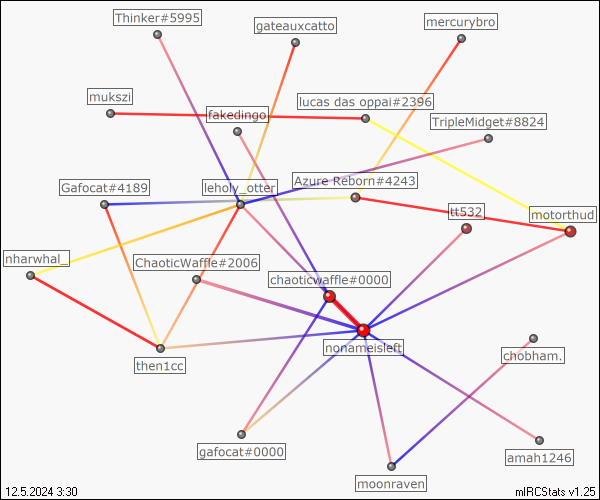 Thinker#5995
gateauxcatto
mercurybro
mukszi
lucas das oppai#2396
fakedingo
TripleMidget#8824
Gafocat#4189
leholy_otter
Azure Reborn#4243
tt532
motorthud
nharwhal_
ChaoticWaffle#2006
chaoticwaffle#0000
nonameisleft
then1cc
chobham.
gafocat#0000
amah1246
moonraven
12.5.2024 3:30
mIRCStats v1.25